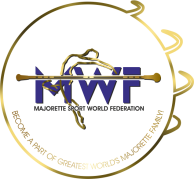 MWF
MAJORETTE SPORT WORLD FEDERATION
BECOME A PART OF GREATEST WORLD'S MAJORETTE FAMILY!